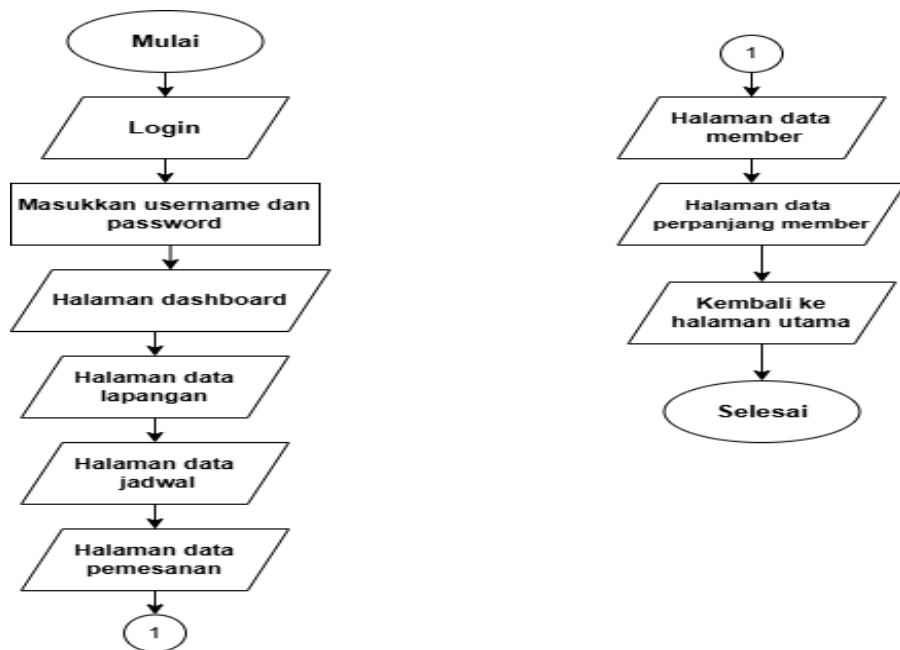 Mulai
Login
Masukkan username dan
password
Halaman dashboard
Halaman data
lapangan
Halaman data
jadwal
Halaman data
pemesanan
1
1
Halaman data
member
Halaman data
perpanjang member
Kembali ke
halaman utama
Selesai